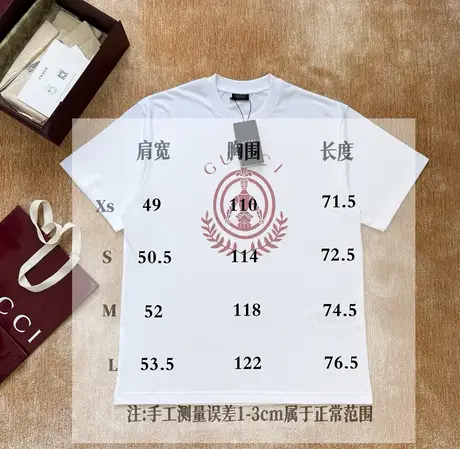 肩宽 胸围 长度
GUCCI
Xs 49 110 71.5
S 50.5 114 72.5
M 52 118 74.5
L 53.5 122 76.5
CCI
注:手工测量误差1-3cm属于正常范围